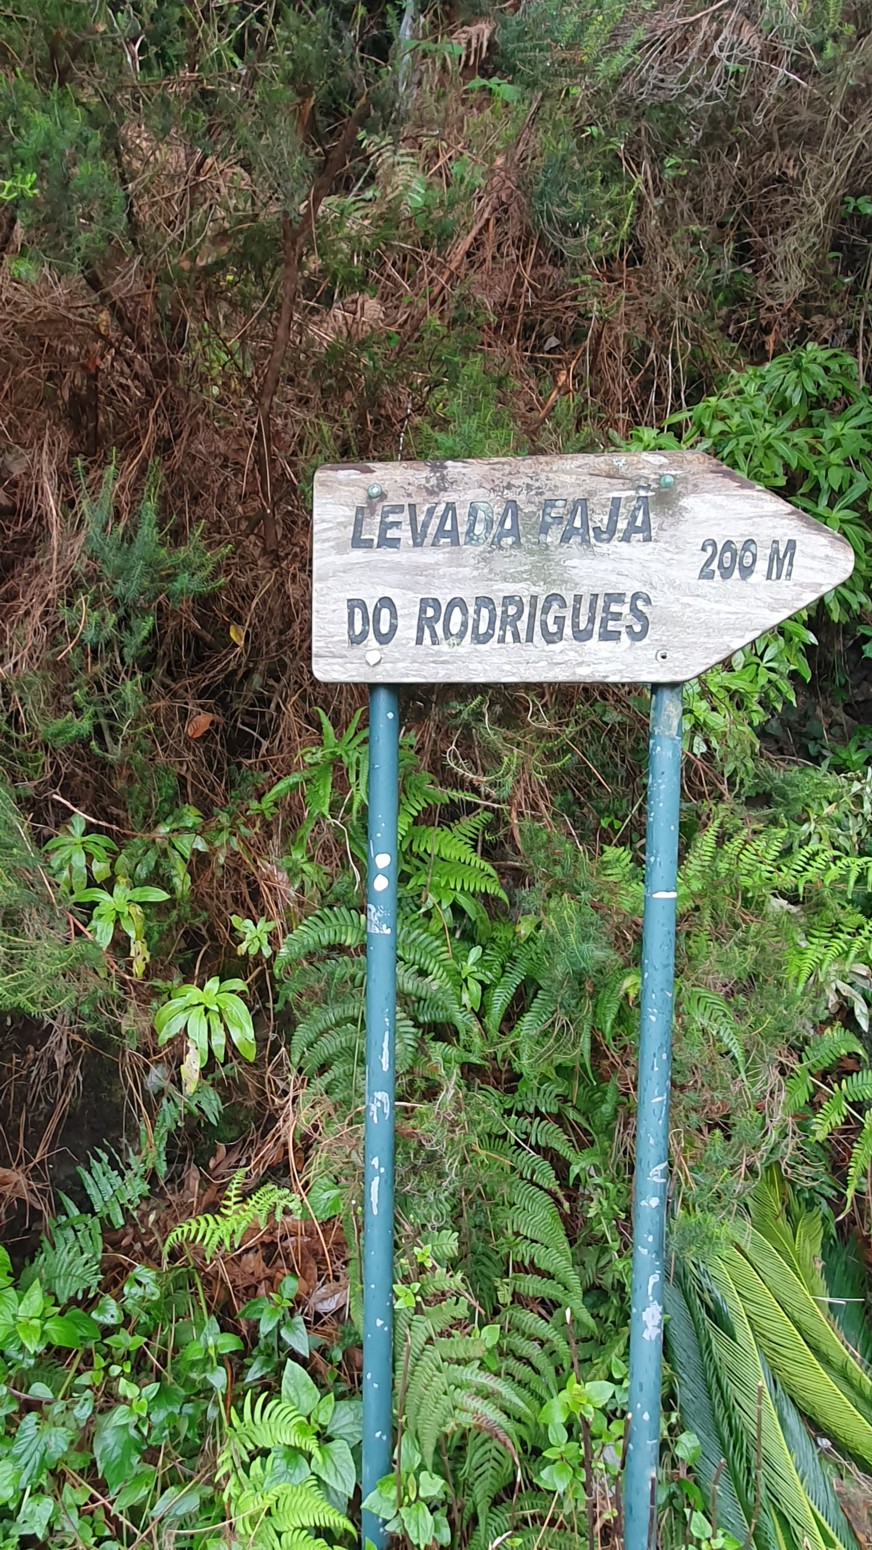 LEVADA FAJÃ
DO RODRIGUES
200 M